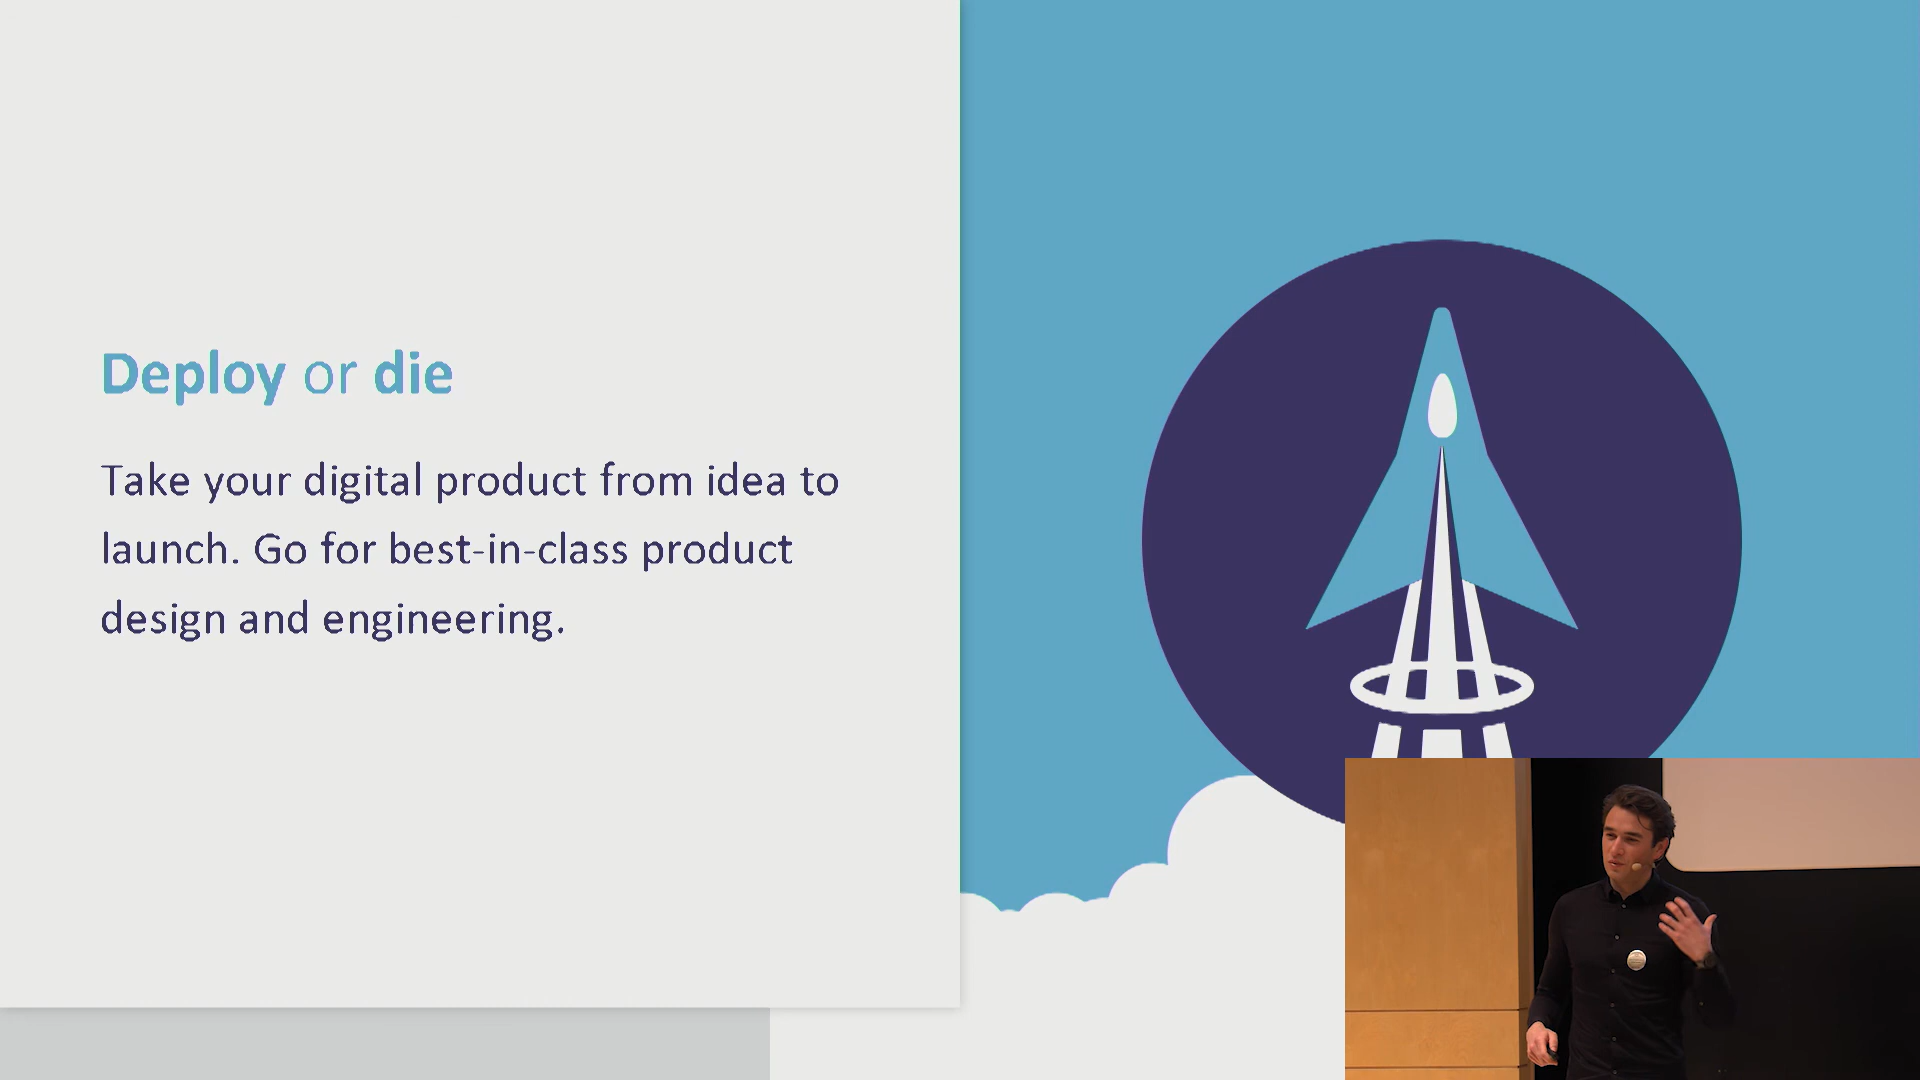 Deploy or die
Take your digital product from idea to
launch. Go for best-in-class product
design and engineering.